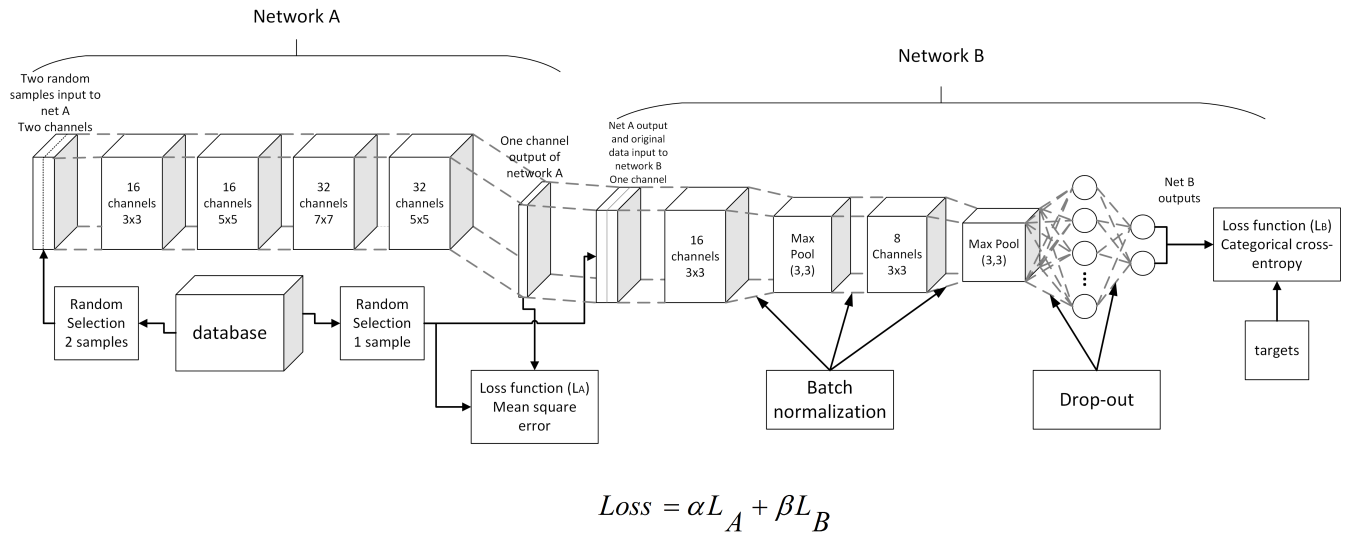 Network A
Network B
Two random
samples input to
net A
Two channels
16
channels
3x3
16
channels
5x5
32
channels
7x7
32
channels
5x5
One channel
output of
network A
Net A output
and original
data input to
network B
One channel
16
channels
3x3
Max
Pool
(3,3)
8
Channels
3x3
Max Pool
(3,3)
Net B
outputs
Loss function (LB)
Categorical cross-
entropy
Random
Selection
2 samples
database
Random
Selection
1 sample
Loss function (LA)
Mean square
error
Batch
normalization
Drop-out
targets
Loss = αL_A + βL_B